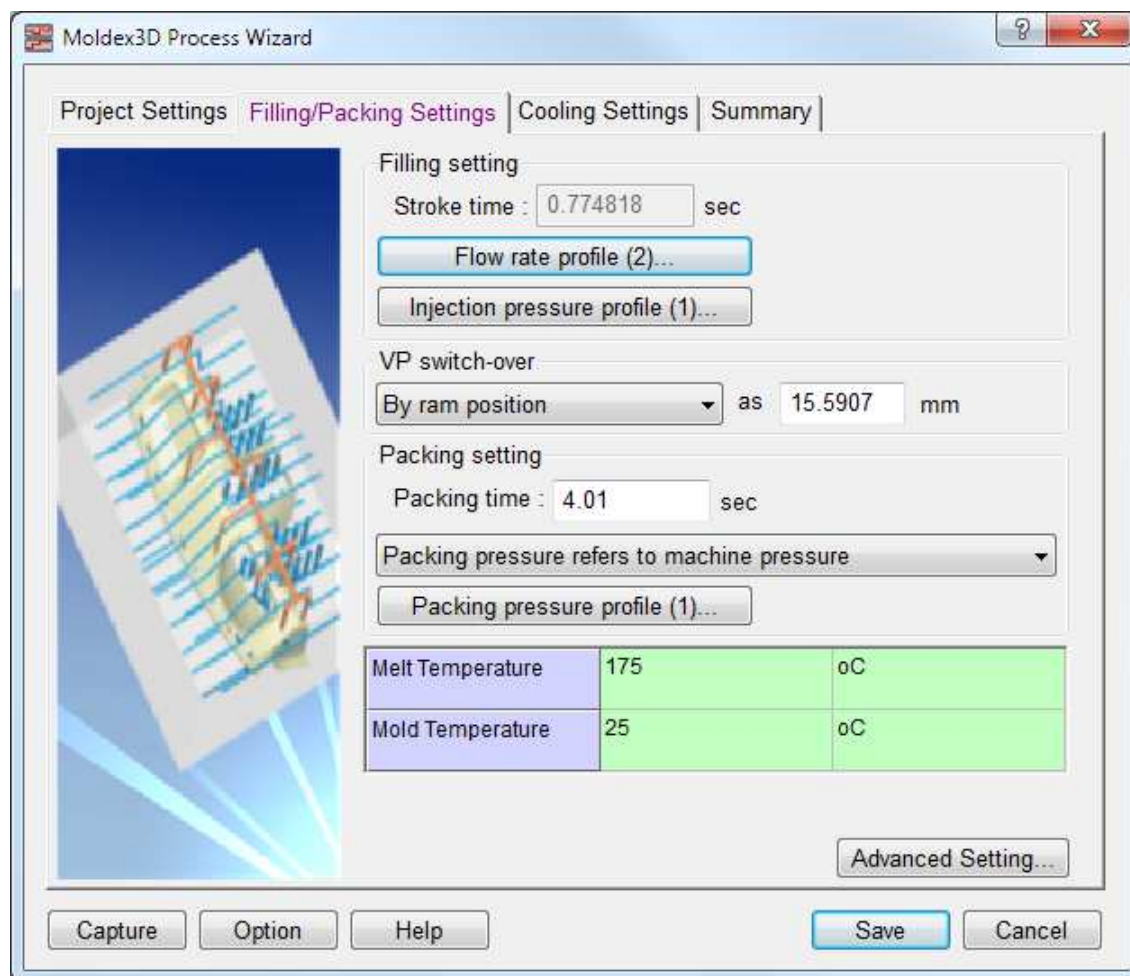 Moldex3D Process Wizard
Project Settings Filling/Packing Settings Cooling Settings Summary
Filling setting
Stroke time : 0.774818 sec
Flow rate profile (2)...
Injection pressure profile (1)...
VP switch-over
By ram position as 15.5907 mm
Packing setting
Packing time : 4.01 sec
Packing pressure refers to machine pressure
Packing pressure profile (1)...
Melt Temperature 175 oC
Mold Temperature 25 oC
Advanced Setting...
Capture Option Help Save Cancel